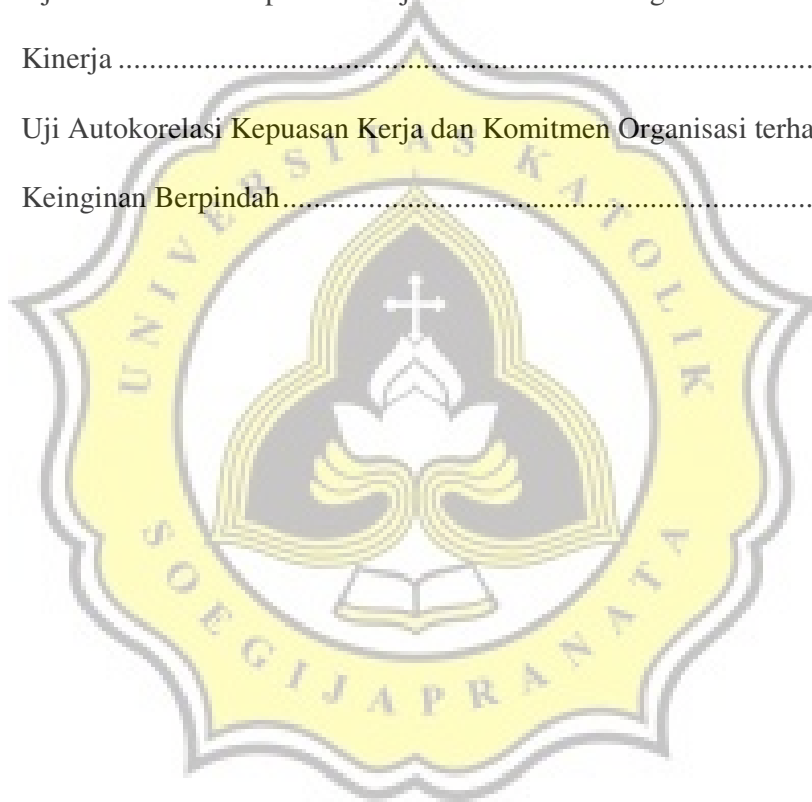 Kinerja ................................................................................................
Uji Autokorelasi Kepuasan Kerja dan Komitmen Organisasi terha
Keinginan Berpindah ...................................................................
UNIVERSITAS KATOLIK
SOEGIJAPRANATA